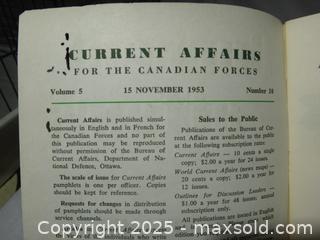 CURRENT AFFAIRS
FOR THE CANADIAN FORCES
Volume 5 15 NOVEMBER 1953 Number 10
Current Affairs is published simul-
taneously in English and in French for
the Canadian Forces and no part of
this publication may be reproduced
without permission of the Bureau of
Current Affairs, Department of
National Defence, Ottawa.
The scale of issue for Current Affairs
pamphlets is one per officer. Copies
should be kept for reference.
Requests for changes in distribution
of pamphlets should be made through
service channels.
Sales to the Public
Publications of the Bureau of Cur-
rent Affairs are available to the public
at the following subscription rates:
Current Affairs — 10 cents a single
copy; $2.00 a year for 24 issues.
World Current Affairs (news maps) —
20 cents a copy; $2.00 a year for
12 issues.
Outlines for Discussion Leaders —
$1.00 a year for 48 issues, annual
subscription only.
All publications are printed in English
Copyright 2025 - MaxSold.com